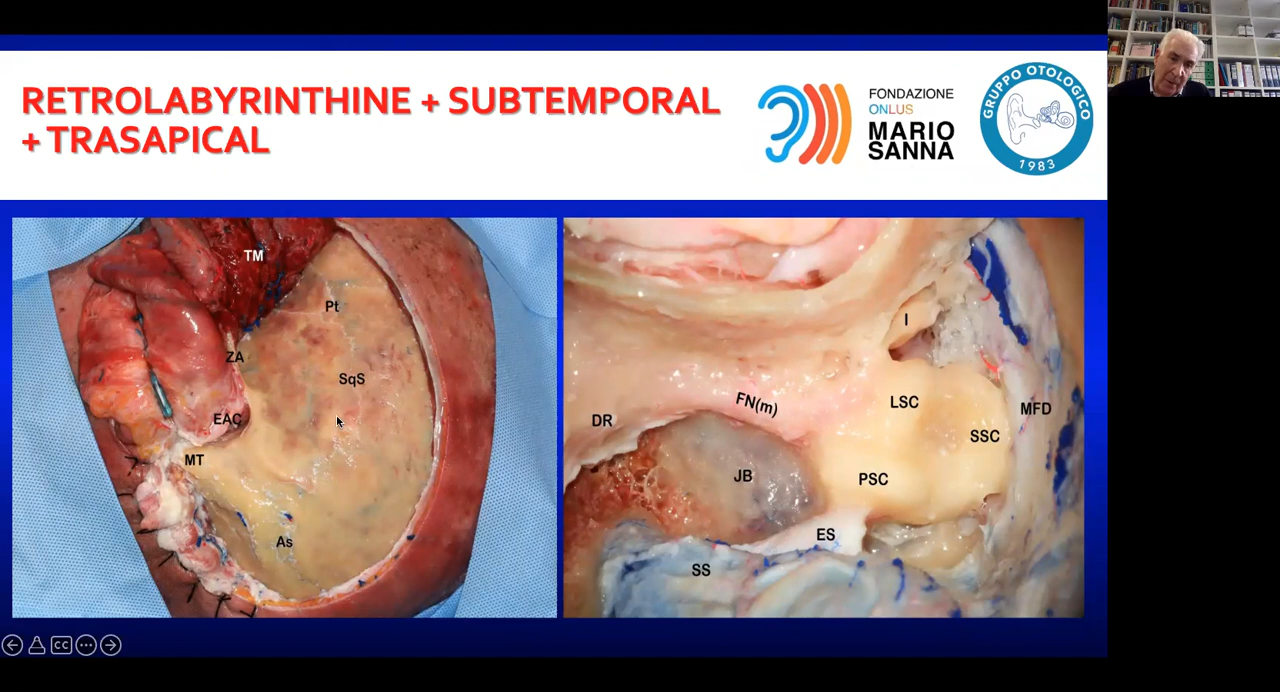 RETROLABYRINTHINE + SUBTEMPORAL
+ TRASAPICAL
FONDAZIONE
ONLUS
MARIO
SANNA
GRUPPO OTOLOGICO
1983
TM
Pt
ZA
SqS
EAC
MT
As
I
FN(m)
LSC
DR
MFD
SSC
JB
PSC
ES
SS
CC